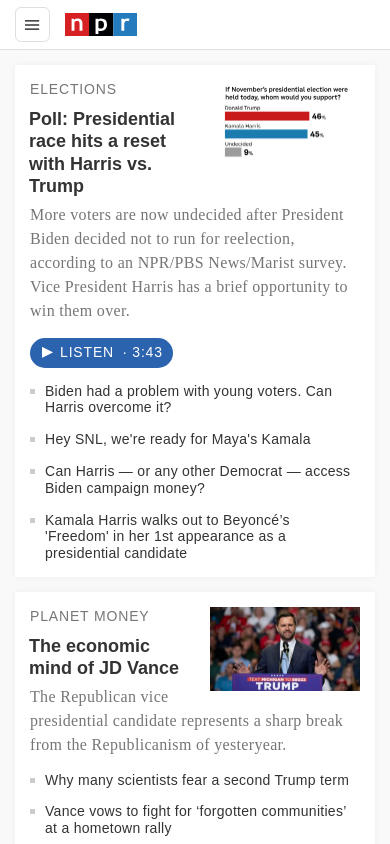 npr
ELECTIONS
Poll: Presidential
race hits a reset
with Harris vs.
Trump
If November's presidential election were
held today, whom would you support?
Donald Trump
46%
Kamala Harris
45%
Undecided
9%
More voters are now undecided after President
Biden decided not to run for reelection,
according to an NPR/PBS News/Marist survey.
Vice President Harris has a brief opportunity to
win them over.
LISTEN · 3:43
Biden had a problem with young voters. Can
Harris overcome it?
Hey SNL, we're ready for Maya's Kamala
Can Harris — or any other Democrat — access
Biden campaign money?
Kamala Harris walks out to Beyoncé’s
'Freedom' in her 1st appearance as a
presidential candidate
PLANET MONEY
The economic
mind of JD Vance
TEXT MICHIGAN TO
TRUMP
The Republican vice
presidential candidate represents a sharp break
from the Republicanism of yesteryear.
Why many scientists fear a second Trump term
Vance vows to fight for ‘forgotten communities’
at a hometown rally